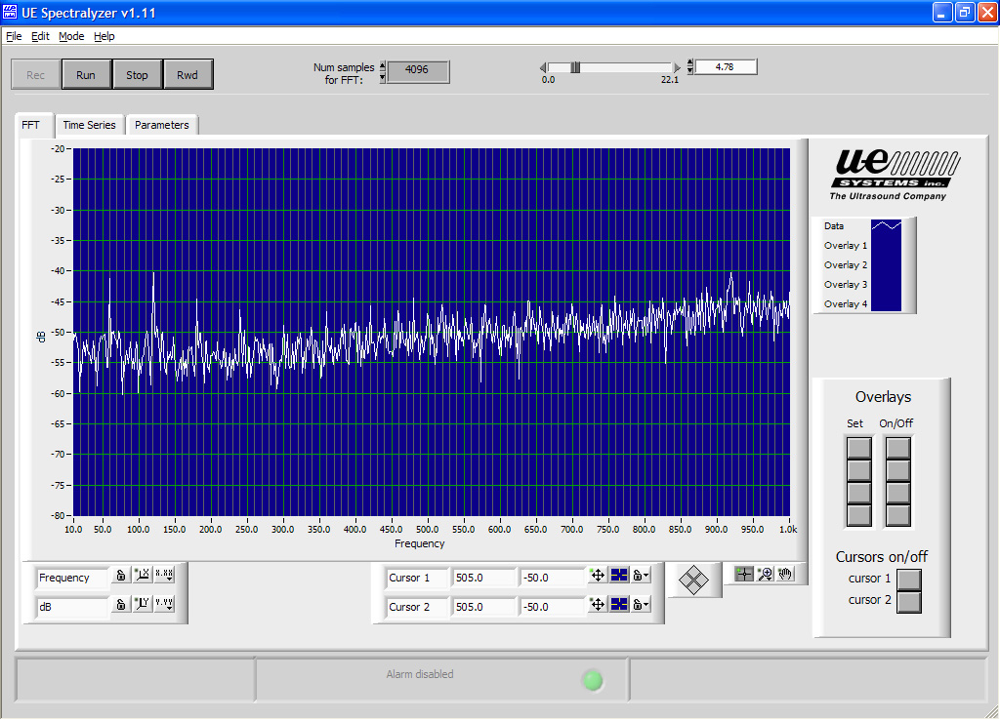 UE Spectralyzer v1.11
File Edit Mode Help
Rec Run Stop Rwd
Num samples for FFT:
4096
0.0 22.1
4.78
FFT Time Series Parameters
-20
-25
-30
-35
-40
-45
-50
-55
-60
-65
-70
-75
-80
dB
10.0 50.0 100.0 150.0 200.0 250.0 300.0 350.0 400.0 450.0 500.0 550.0 600.0 650.0 700.0 750.0 800.0 850.0 900.0 950.0 1.0k
Frequency
ue
SYSTEMS inc.
The Ultrasound Company
Data
Overlay 1
Overlay 2
Overlay 3
Overlay 4
Overlays
Set On/Off
Cursors on/off
cursor 1
cursor 2
Frequency X X.XX
dB Y Y.YY
Cursor 1 505.0 -50.0
Cursor 2 505.0 -50.0
Alarm disabled